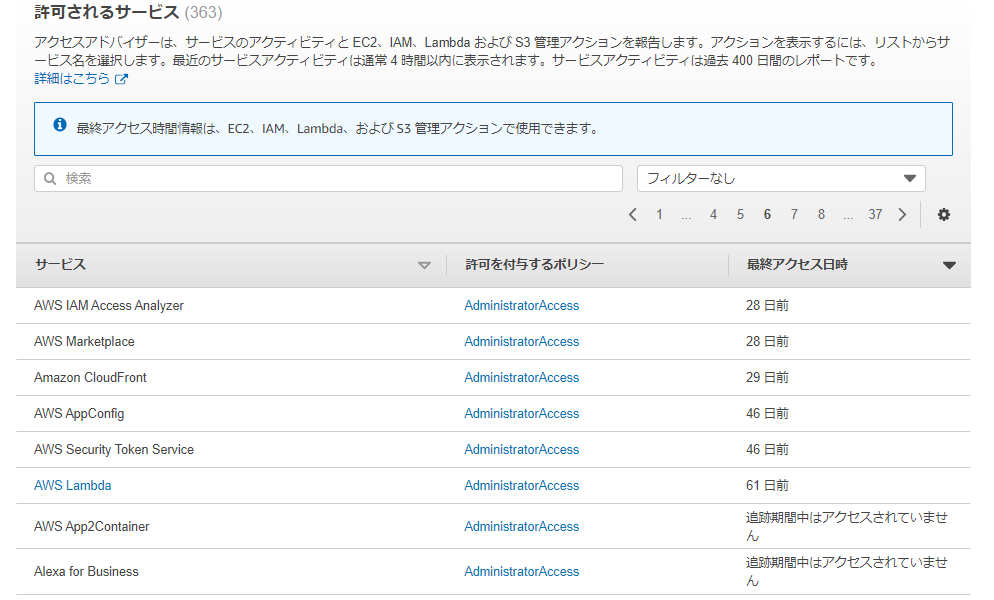 許可されるサービス (363)
アクセスアドバイザーは、サービスのアクティビティと EC2、IAM、Lambda および S3 管理アクションを報告します。アクションを表示するには、リストからサ
ービス名を選択します。最近のサービスアクティビティは通常 4 時間以内に表示されます。サービスアクティビティは過去 400 日間のレポートです。
詳細はこちら
最終アクセス時間情報は、EC2、IAM、Lambda、および S3 管理アクションで使用できます。
検索 フィルターなし
1 ... 4 5 6 7 8 ... 37
サービス 許可を付与するポリシー 最終アクセス日時
AWS IAM Access Analyzer AdministratorAccess 28 日前
AWS Marketplace AdministratorAccess 28 日前
Amazon CloudFront AdministratorAccess 29 日前
AWS AppConfig AdministratorAccess 46 日前
AWS Security Token Service AdministratorAccess 46 日前
AWS Lambda AdministratorAccess 61 日前
AWS App2Container AdministratorAccess 追跡期間中はアクセスされていませ
ん
Alexa for Business AdministratorAccess 追跡期間中はアクセスされていませ
ん